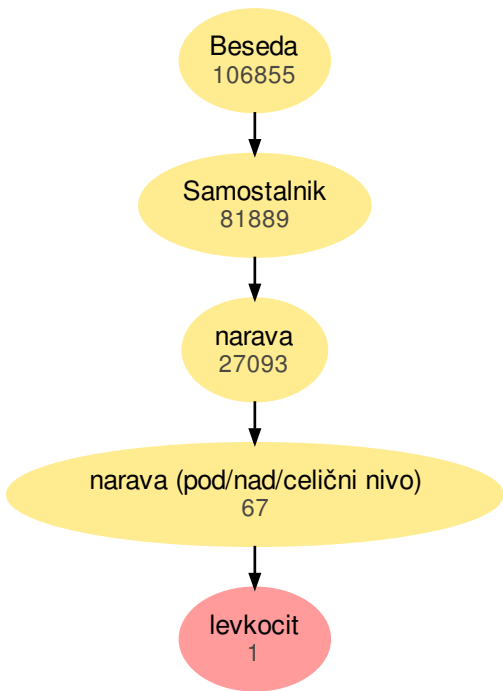 Beseda
106855
Samostalnik
81889
narava
27093
narava (pod/nad/celični nivo)
67
levkocit
1